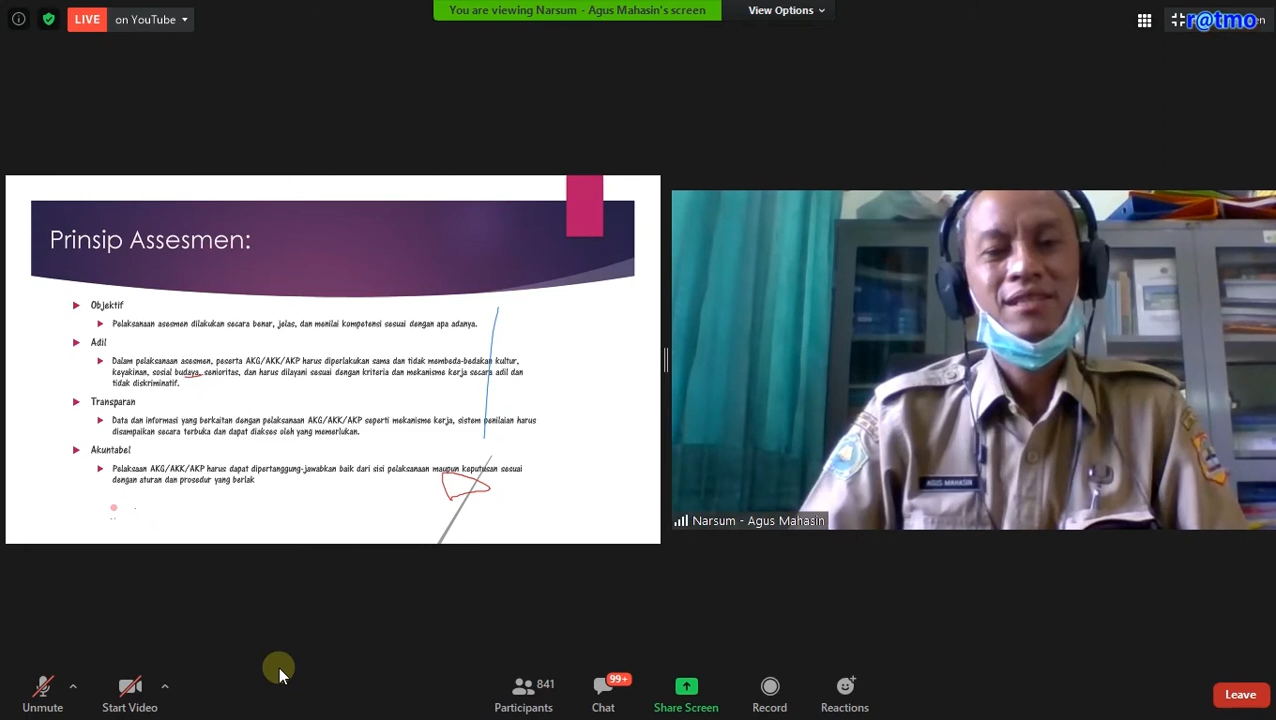 LIVE on YouTube
You are viewing Narsum - Agus Mahasin's screen
View Options
r@tmo
Prinsip Assesmen:
Objektif
Pelaksanaan asesmen dilakukan secara benar, jelas, dan menilai kompetensi sesuai dengan apa adanya.
Adil
Dalam pelaksanaan asesmen, peserta AKG/AKK/AKP harus diperlakukan sama dan tidak membeda-bedakan kultur,
keyakinan, sosial budaya, senioritas, dan harus dilayani sesuai dengan kriteria dan mekanisme kerja secara adil dan
tidak diskriminatif.
Transparan
Data dan informasi yang berkaitan dengan pelaksanaan AKG/AKK/AKP seperti mekanisme kerja, sistem penilaian harus
disampaikan secara terbuka dan dapat diakses oleh yang memerlukan.
Akuntabel
Pelaksaan AKG/AKK/AKP harus dapat dipertanggung-jawabkan baik dari sisi pelaksanaan maupun keputusan sesuai
dengan aturan dan prosedur yang berlak
AGUS MAHASIN
Narsum - Agus Mahasin
Unmute
Start Video
Participants
841
Chat
99+
Share Screen
Record
Reactions
Leave